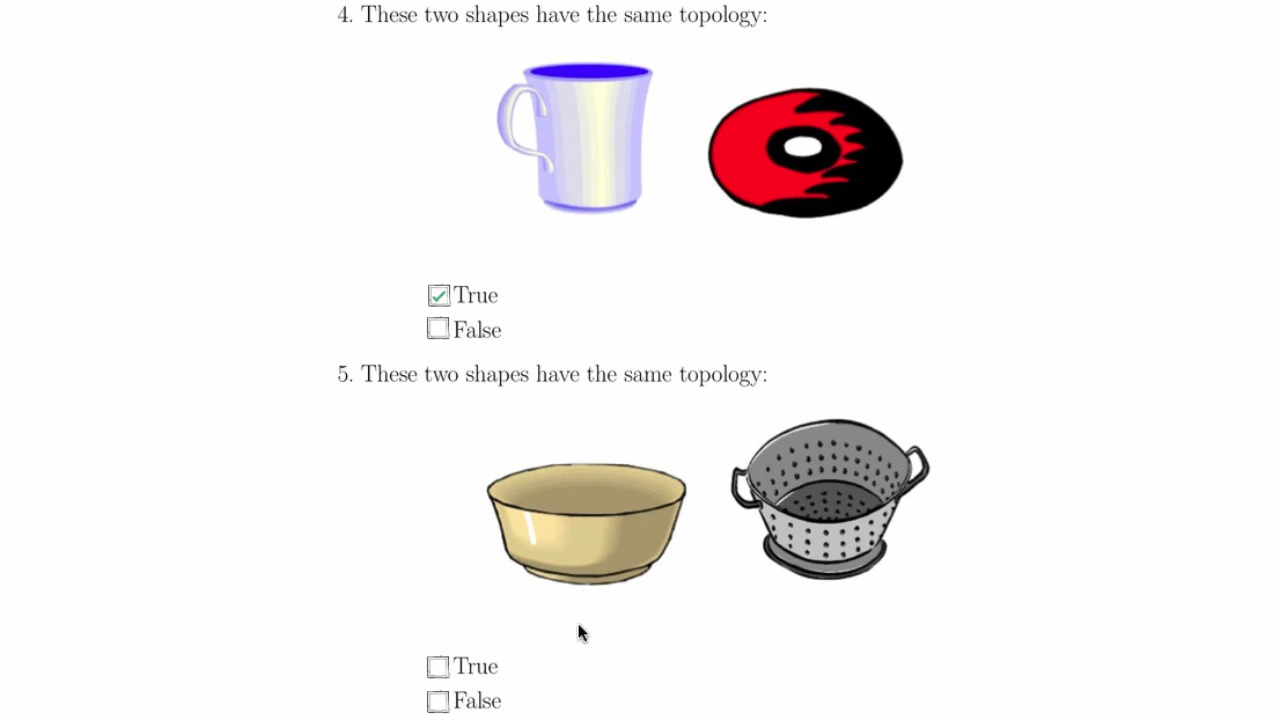 4. These two shapes have the same topology:
True
False
5. These two shapes have the same topology:
True
False